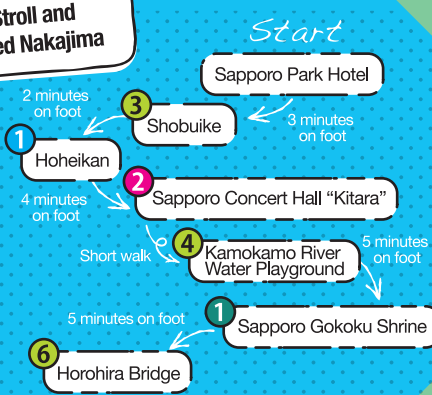 Stroll and
ed Nakajima
Start
Sapporo Park Hotel
3 minutes
on foot
3
Shobuike
2 minutes
on foot
1
Hoheikan
4 minutes
on foot
2
Sapporo Concert Hall “Kitara”
Short walk
4
Kamokamo River
Water Playground
5 minutes
on foot
1
Sapporo Gokoku Shrine
5 minutes on foot
6
Horohira Bridge